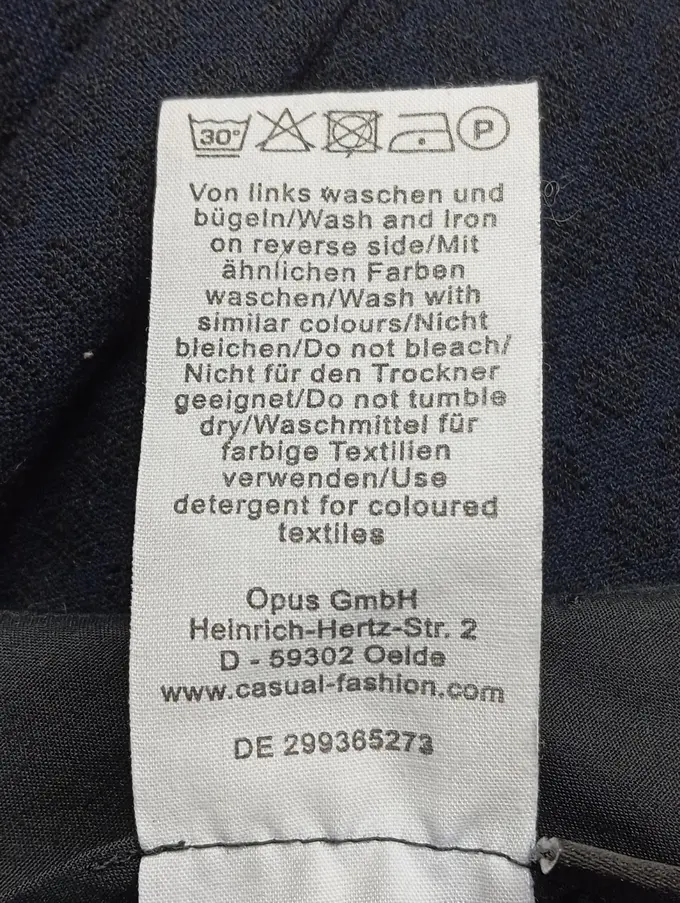 30°
P
Von links waschen und
bügeln/Wash and Iron
on reverse side/Mit
ähnlichen Farben
waschen/Wash with
similar colours/Nicht
bleichen/Do not bleach/
Nicht für den Trockner
geeignet/Do not tumble
dry/Waschmittel für
farbige Textilien
verwenden/Use
detergent for coloured
textiles
Opus GmbH
Heinrich-Hertz-Str. 2
D - 59302 Oelde
www.casual-fashion.com
DE 299365273